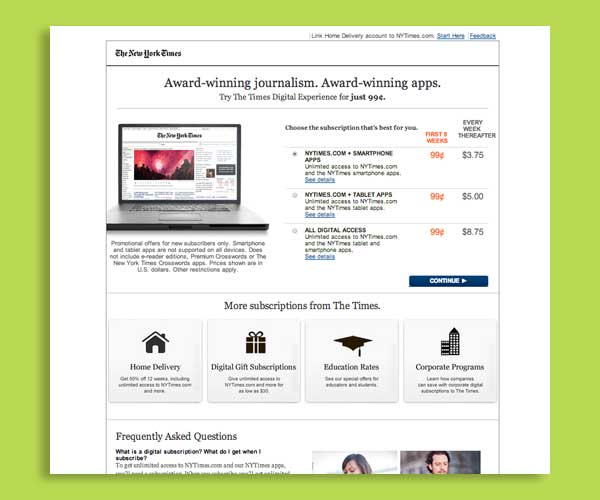 Link Home Delivery account to NYTimes.com. Start Here | Feedback
The New York Times
Award-winning journalism. Award-winning apps.
Try The Times Digital Experience for just 99¢.
The New York Times
Choose the subscription that's best for you.
FIRST 8
WEEKS
EVERY
WEEK
THEREAFTER
NYTIMES.COM + SMARTPHONE
APPS
Unlimited access to NYTimes.com
and the NYTimes smartphone apps.
See details
99¢
$3.75
NYTIMES.COM + TABLET APPS
Unlimited access to NYTimes.com
and the NYTimes tablet apps.
See details
99¢
$5.00
ALL DIGITAL ACCESS
Unlimited access to NYTimes.com
and the NYTimes tablet and
smartphone apps.
See details
99¢
$8.75
Promotional offers for new subscribers only. Smartphone
and tablet apps are not supported on all devices. Does
not include e-reader editions, Premium Crosswords or The
New York Times Crosswords apps. Prices shown are in
U.S. dollars. Other restrictions apply.
CONTINUE
More subscriptions from The Times.
Home Delivery
Get 50% off 12 weeks, including
unlimited access to NYTimes.com
and more.
Digital Gift Subscriptions
Give unlimited access to
NYTimes.com and more for
as low as $30.
Education Rates
See our special offers for
educators and students.
Corporate Programs
Learn how companies
can save with corporate digital
subscriptions to The Times.
Frequently Asked Questions
What is a digital subscription? What do I get when I
subscribe?
To get unlimited access to NYTimes.com and our NYTimes apps,